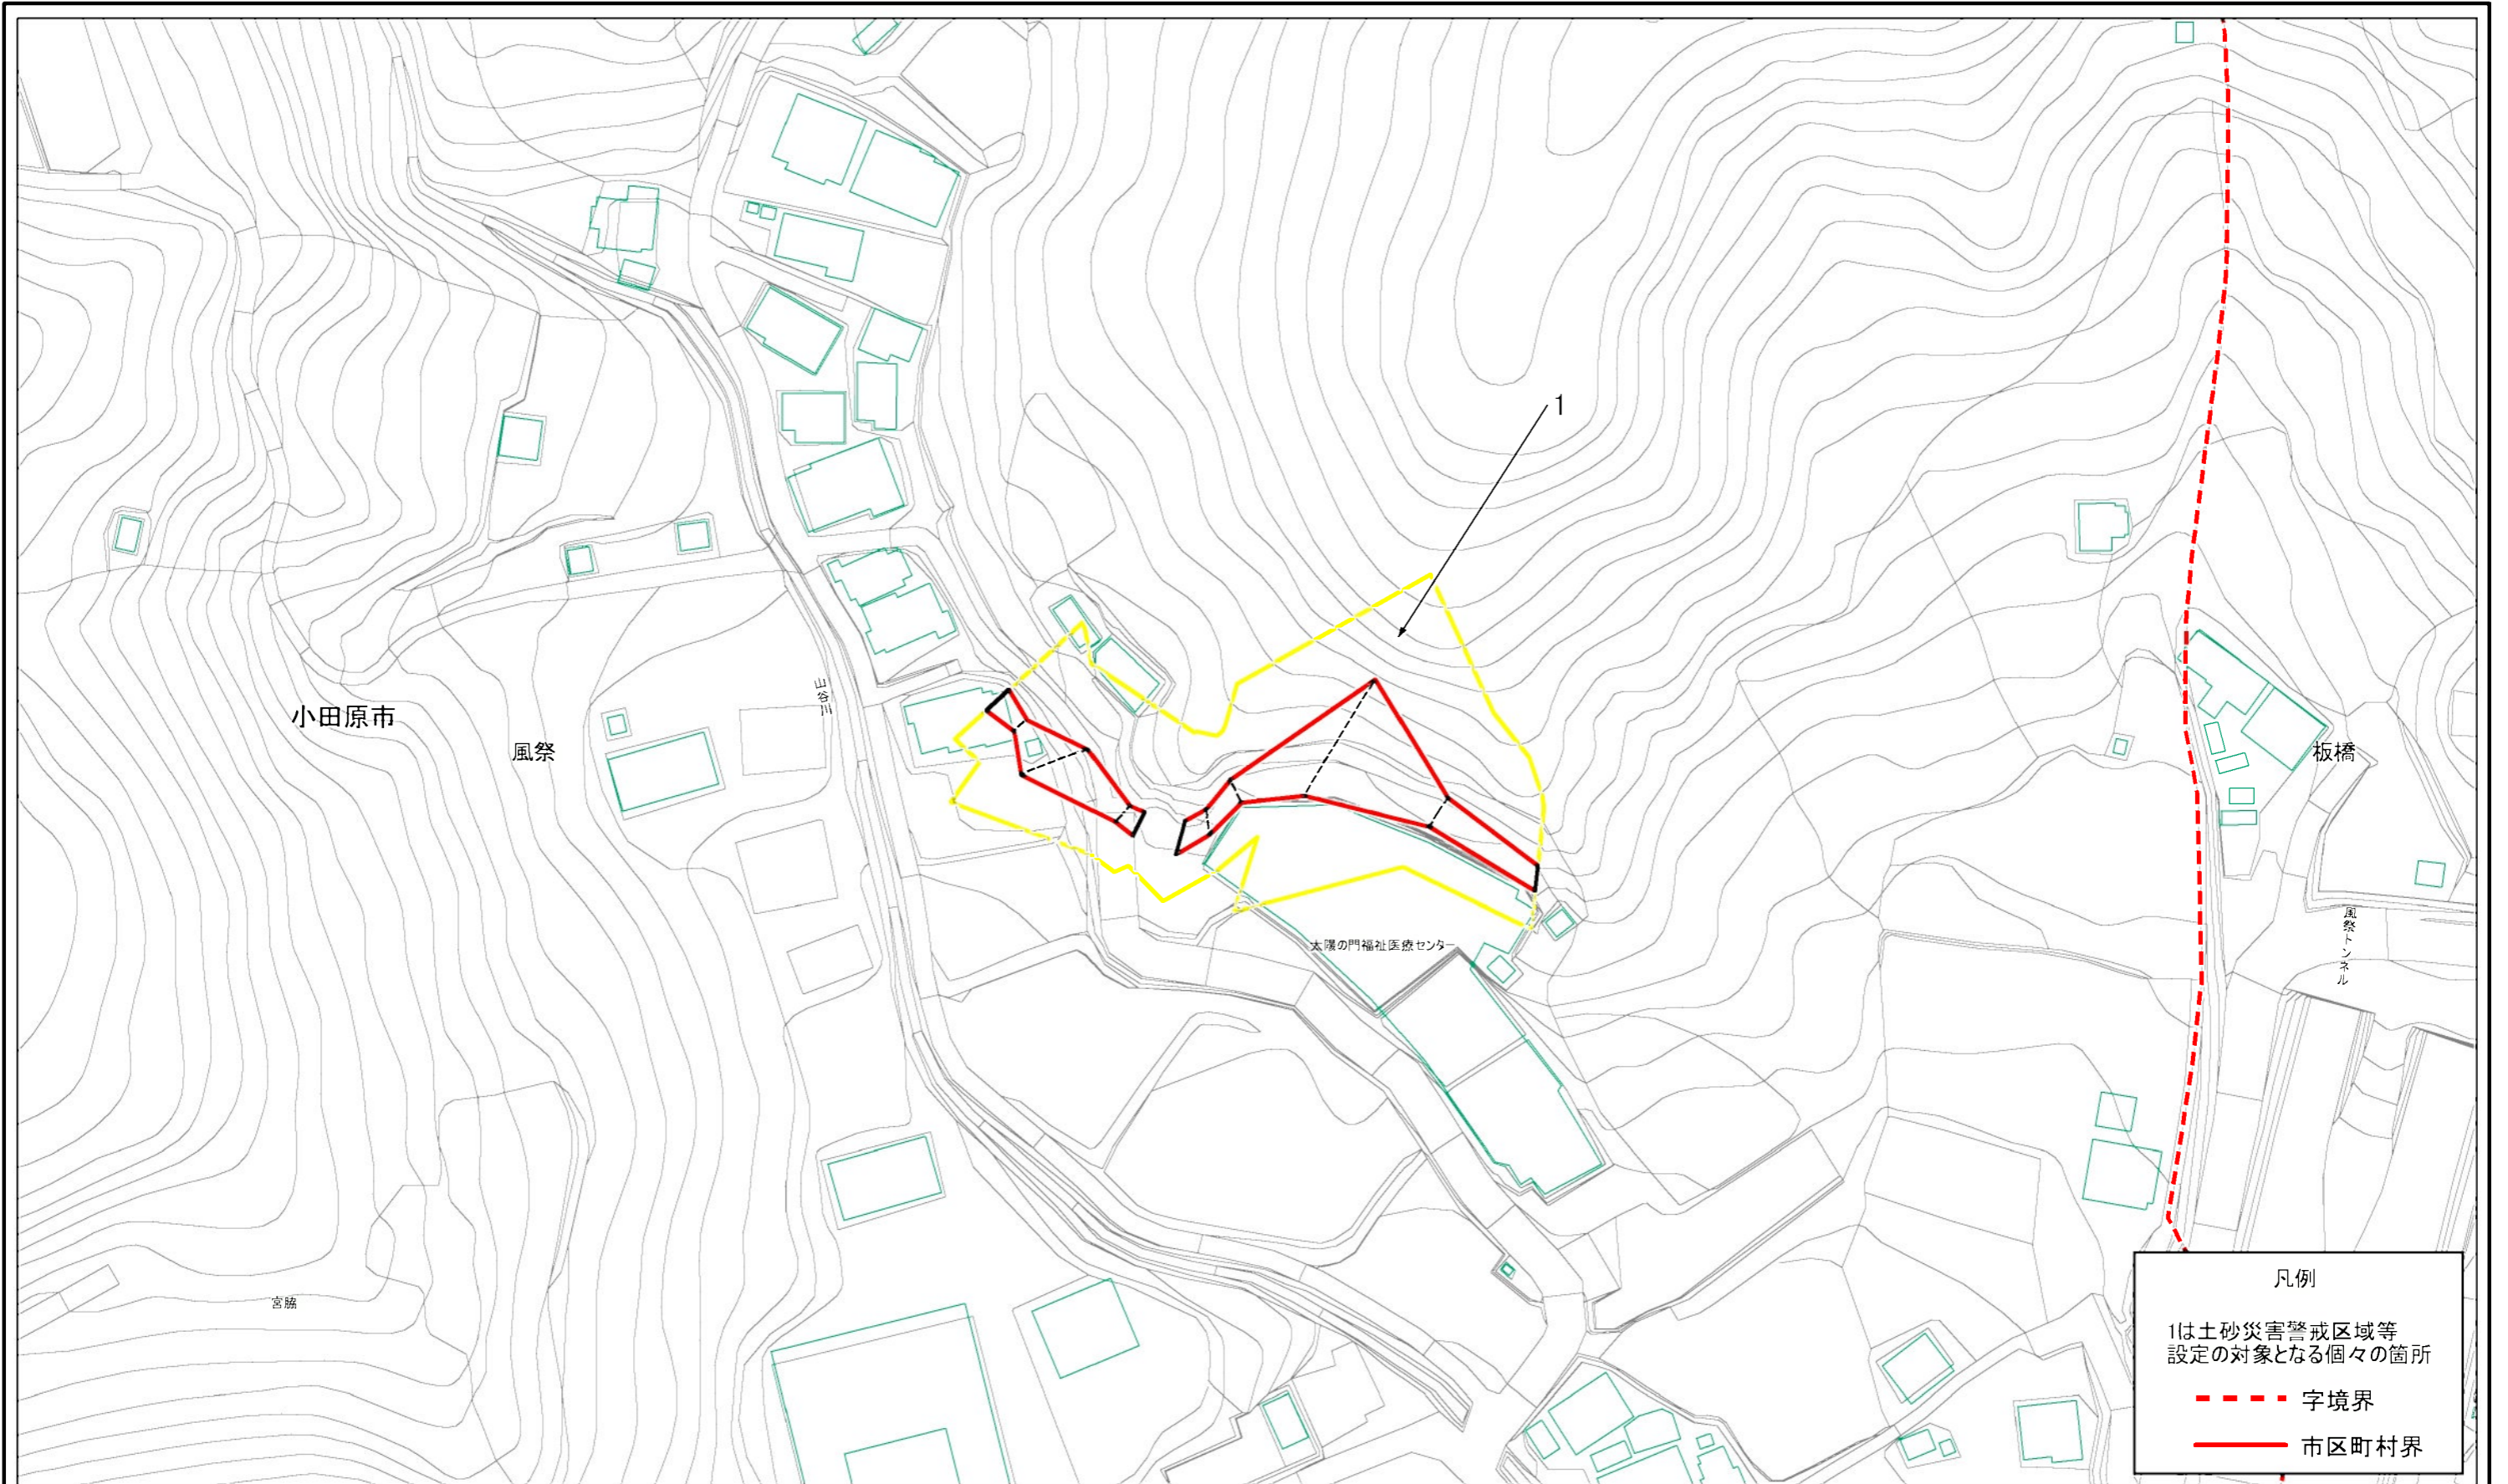 1
山谷川
小田原市
風祭
板橋
風祭トンネル
太陽の門福祉医療センター
宮脇
凡例
1は土砂災害警戒区域等
設定の対象となる個々の箇所
字境界
市区町村界